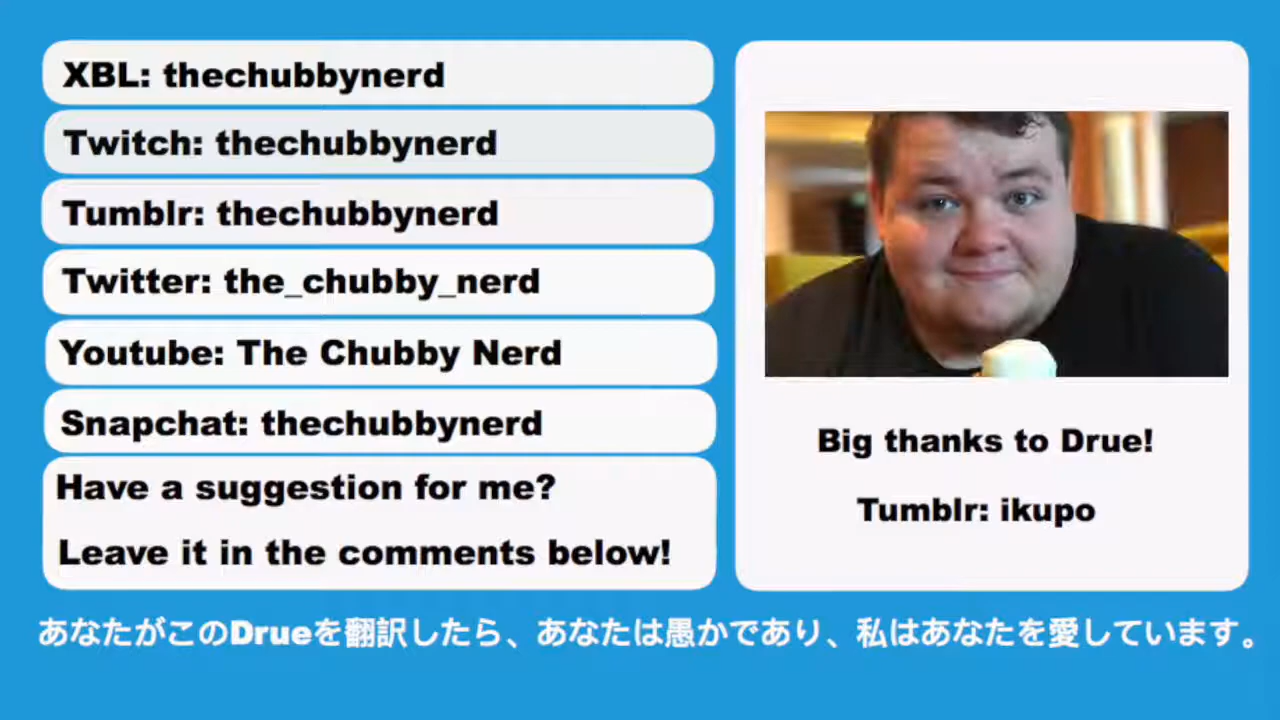 XBL: thechubbynerd
Twitch: thechubbynerd
Tumblr: thechubbynerd
Twitter: the_chubby_nerd
Youtube: The Chubby Nerd
Snapchat: thechubbynerd
Have a suggestion for me?
Leave it in the comments below!
Big thanks to Drue!
Tumblr: ikupo
あなたがこのDrueを翻訳したら、あなたは愚かであり、私はあなたを愛しています。